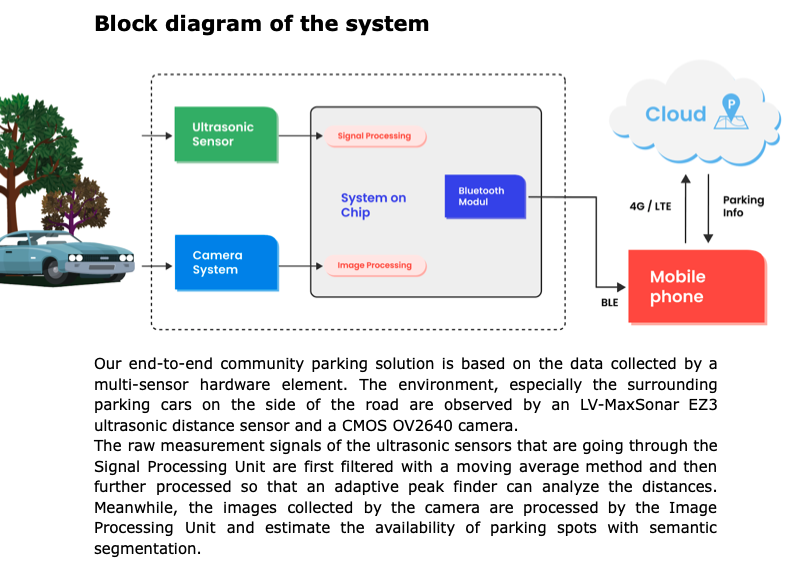 Block diagram of the system
Ultrasonic
Sensor
Signal Processing
System on
Chip
Bluetooth
Modul
Camera
System
Image Processing
BLE
Cloud
P
4G / LTE
Parking
Info
Mobile
phone
Our end-to-end community parking solution is based on the data collected by a
multi-sensor hardware element. The environment, especially the surrounding
parking cars on the side of the road are observed by an LV-MaxSonar EZ3
ultrasonic distance sensor and a CMOS OV2640 camera.
The raw measurement signals of the ultrasonic sensors that are going through the
Signal Processing Unit are first filtered with a moving average method and then
further processed so that an adaptive peak finder can analyze the distances.
Meanwhile, the images collected by the camera are processed by the Image
Processing Unit and estimate the availability of parking spots with semantic
segmentation.